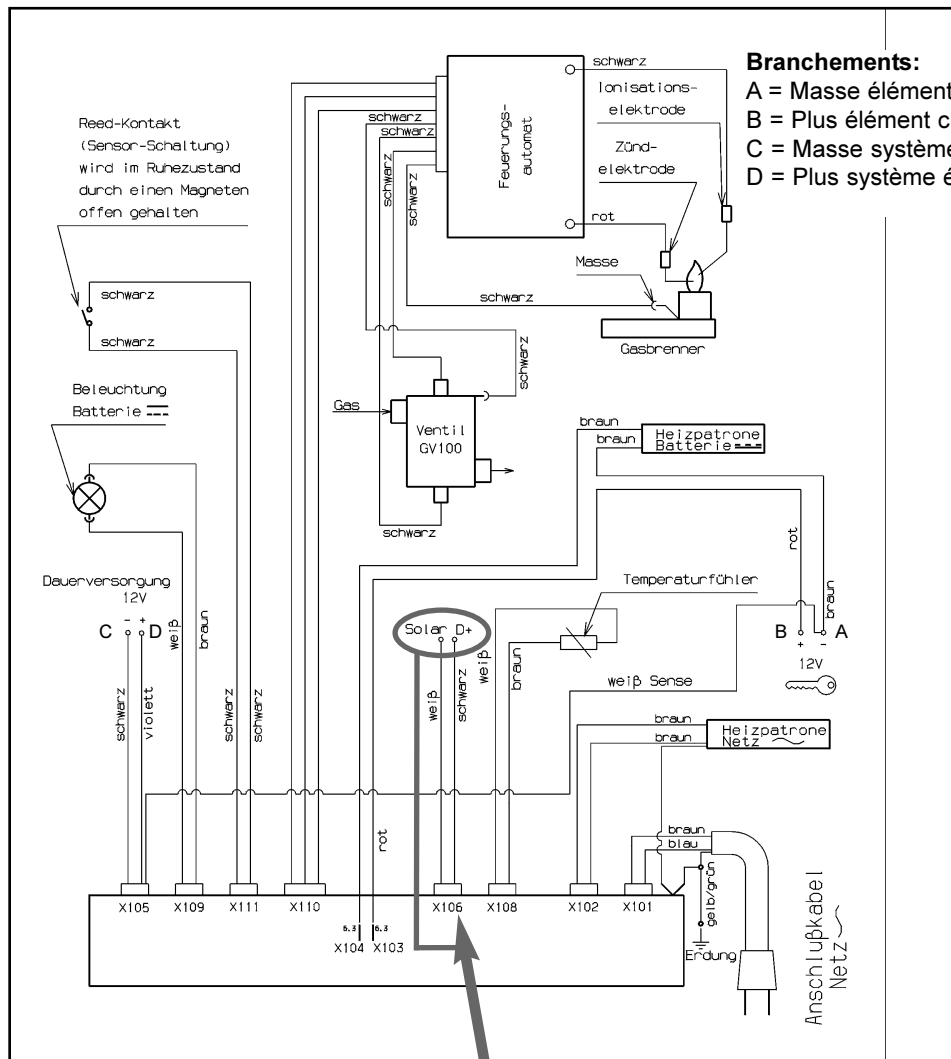 Branchements:
A = Masse élément
B = Plus élément c
C = Masse système
D = Plus système é
schwarz
Ionisations-
elektrode
Zünd-
elektrode
rot
Feuerungs-
automat
schwarz
schwarz
schwarz
schwarz
Reed-Kontakt
(Sensor-Schaltung)
wird im Ruhezustand
durch einen Magneten
offen gehalten
Masse
schwarz
Gasbrenner
schwarz
schwarz
schwarz
Beleuchtung
Batterie
Gas
Ventil
GV100
schwarz
braun
braun
Heizpatrone
Batterie
rot
braun
Dauerversorgung
12V
- +
C D
weiß
braun
schwarz
violett
schwarz
schwarz
Solar D+
weiß
schwarz
weiß
braun
Temperaturfühler
B A
+ -
12V
weiß Sense
braun
braun
Heizpatrone
Netz
rot
braun
blau
gelb/grün
Erdung
Anschlußkabel
Netz
X105 X109 X111 X110 X106 X108 X102 X101
6.3 6.3
X104 X103